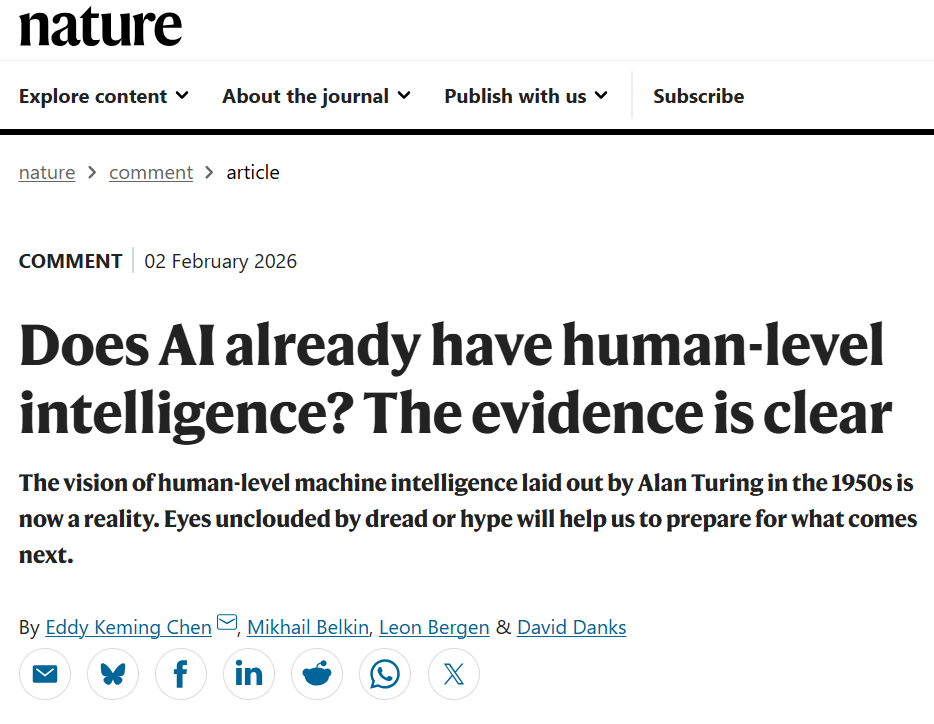 nature
Explore content About the journal Publish with us Subscribe
nature > comment > article
COMMENT | 02 February 2026
Does AI already have human-level
intelligence? The evidence is clear
The vision of human-level machine intelligence laid out by Alan Turing in the 1950s is
now a reality. Eyes unclouded by dread or hype will help us to prepare for what comes
next.
By Eddy Keming Chen, Mikhail Belkin, Leon Bergen & David Danks
f in X